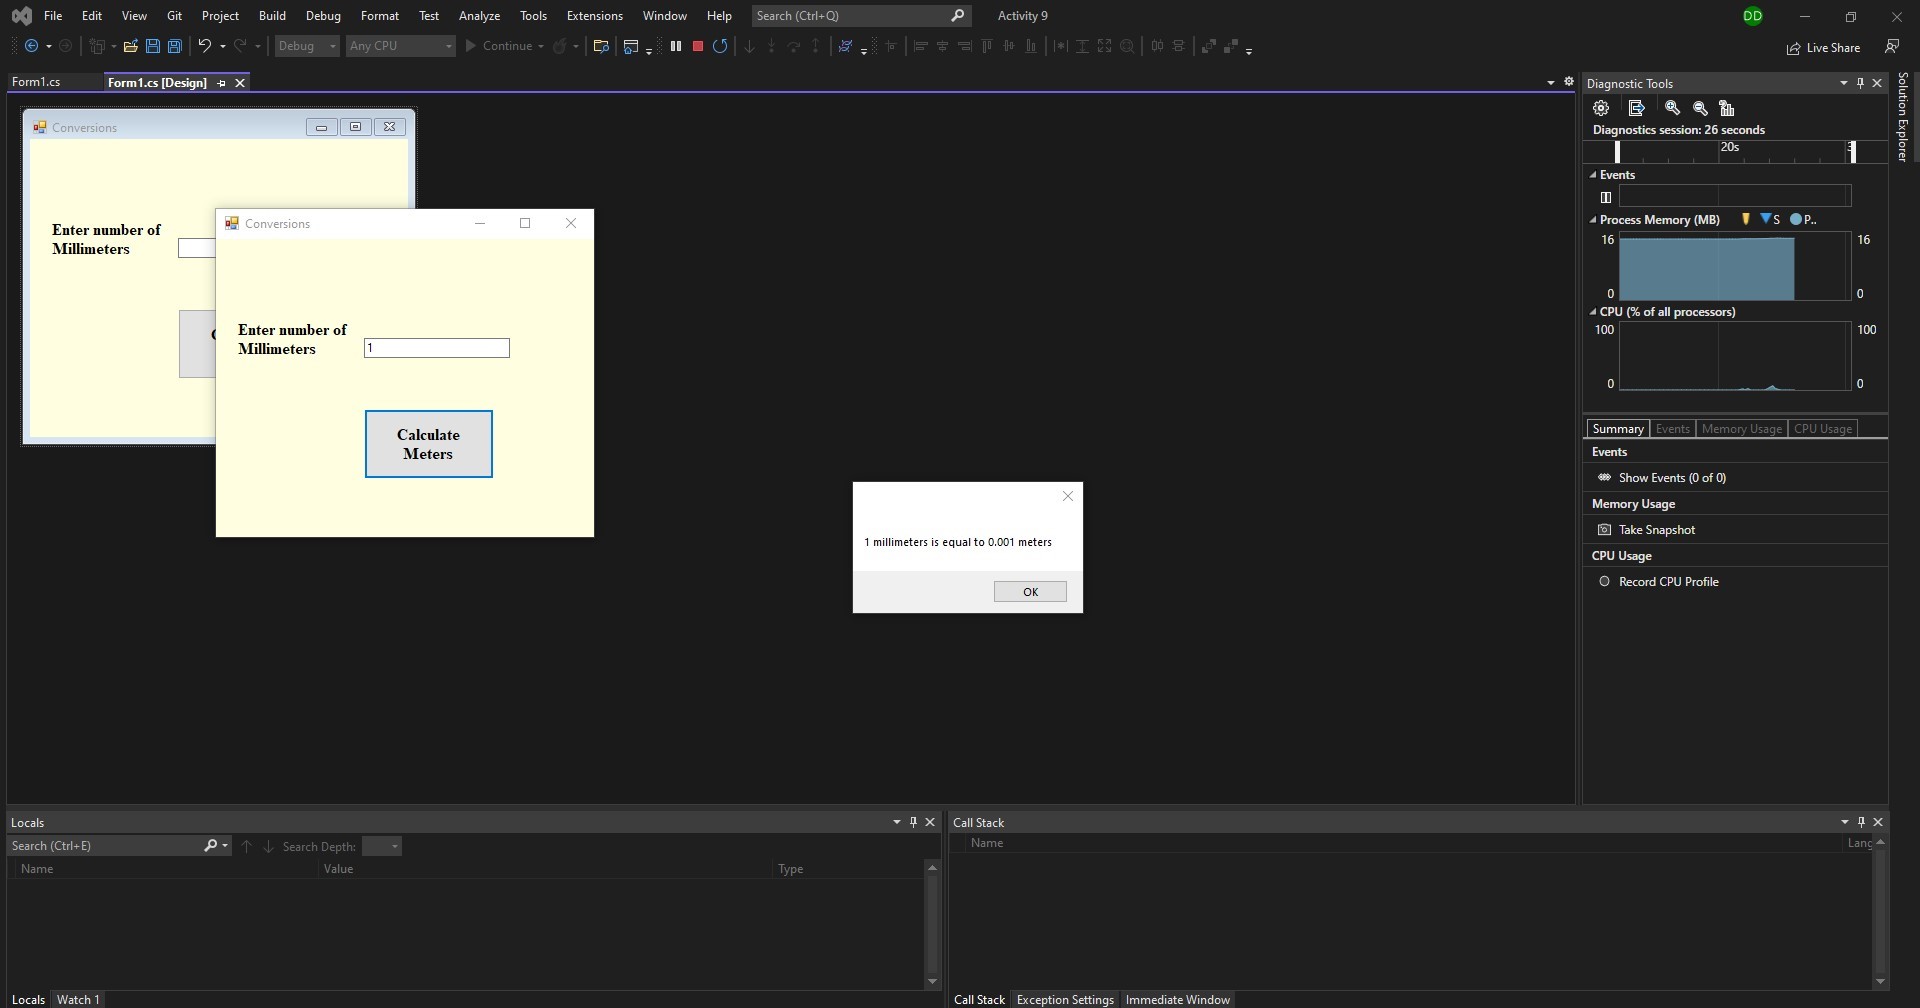 File Edit View Git Project Build Debug Format Test Analyze Tools Extensions Window Help Search (Ctrl+Q) Activity 9 DD
Debug Any CPU Continue Live Share
Form1.cs Form1.cs [Design]
Conversions
Enter number of
Millimeters
Conversions
Enter number of
Millimeters
1
Calculate
Meters
1 millimeters is equal to 0.001 meters
OK
Diagnostic Tools
Diagnostics session: 26 seconds
20s
Events
Process Memory (MB) S P..
16 16
0 0
CPU (% of all processors)
100 100
0 0
Summary Events Memory Usage CPU Usage
Events
Show Events (0 of 0)
Memory Usage
Take Snapshot
CPU Usage
Record CPU Profile
Solution Explorer
Locals
Search (Ctrl+E) Search Depth:
Name Value Type
Locals Watch 1
Call Stack
Name Lang
Call Stack Exception Settings Immediate Window